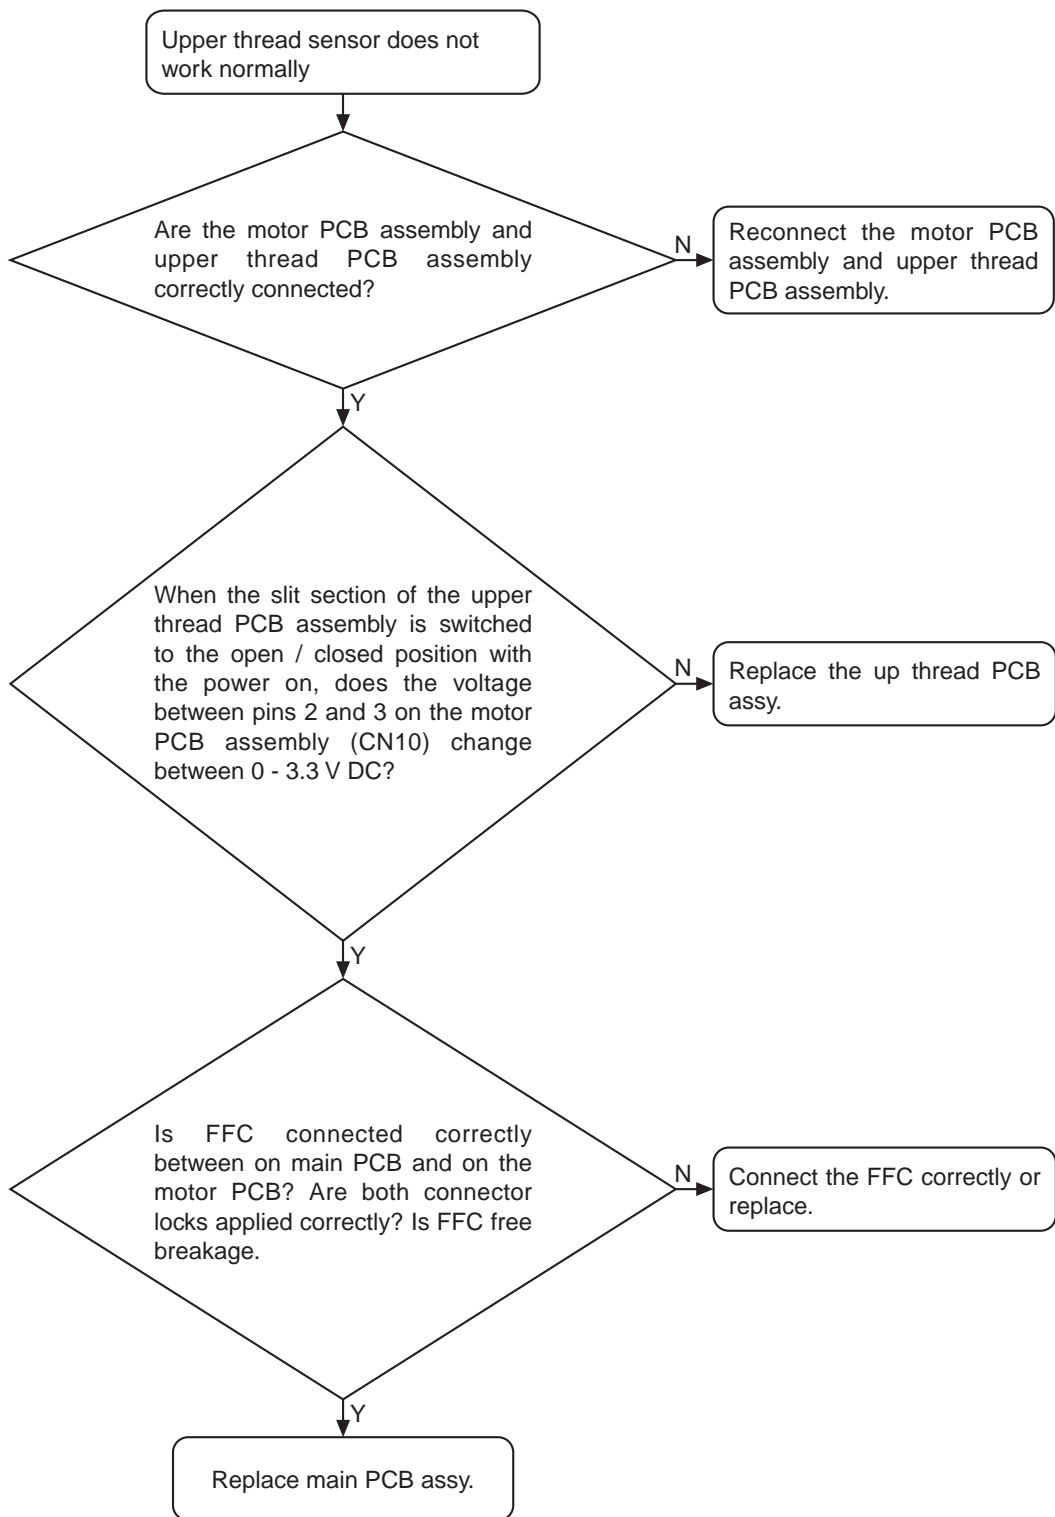 Upper thread sensor does not
work normally
Are the motor PCB assembly and
upper thread PCB assembly
correctly connected?
N
Reconnect the motor PCB
assembly and upper thread
PCB assembly.
Y
When the slit section of the upper
thread PCB assembly is switched
to the open / closed position with
the power on, does the voltage
between pins 2 and 3 on the motor
PCB assembly (CN10) change
between 0 - 3.3 V DC?
N
Replace the up thread PCB
assy.
Y
Is FFC connected correctly
between on main PCB and on the
motor PCB? Are both connector
locks applied correctly? Is FFC free
breakage.
N
Connect the FFC correctly or
replace.
Y
Replace main PCB assy.